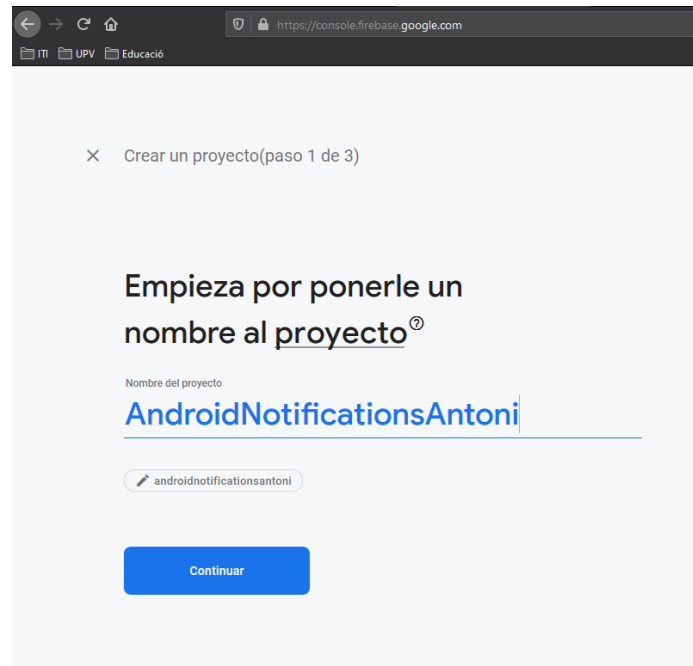 https://console.firebase.google.com
ITI UPV Educació
Crear un proyecto(paso 1 de 3)
Empieza por ponerle un
nombre al proyecto
Nombre del proyecto
AndroidNotificationsAntoni
androidnotificationsantoni
Continuar